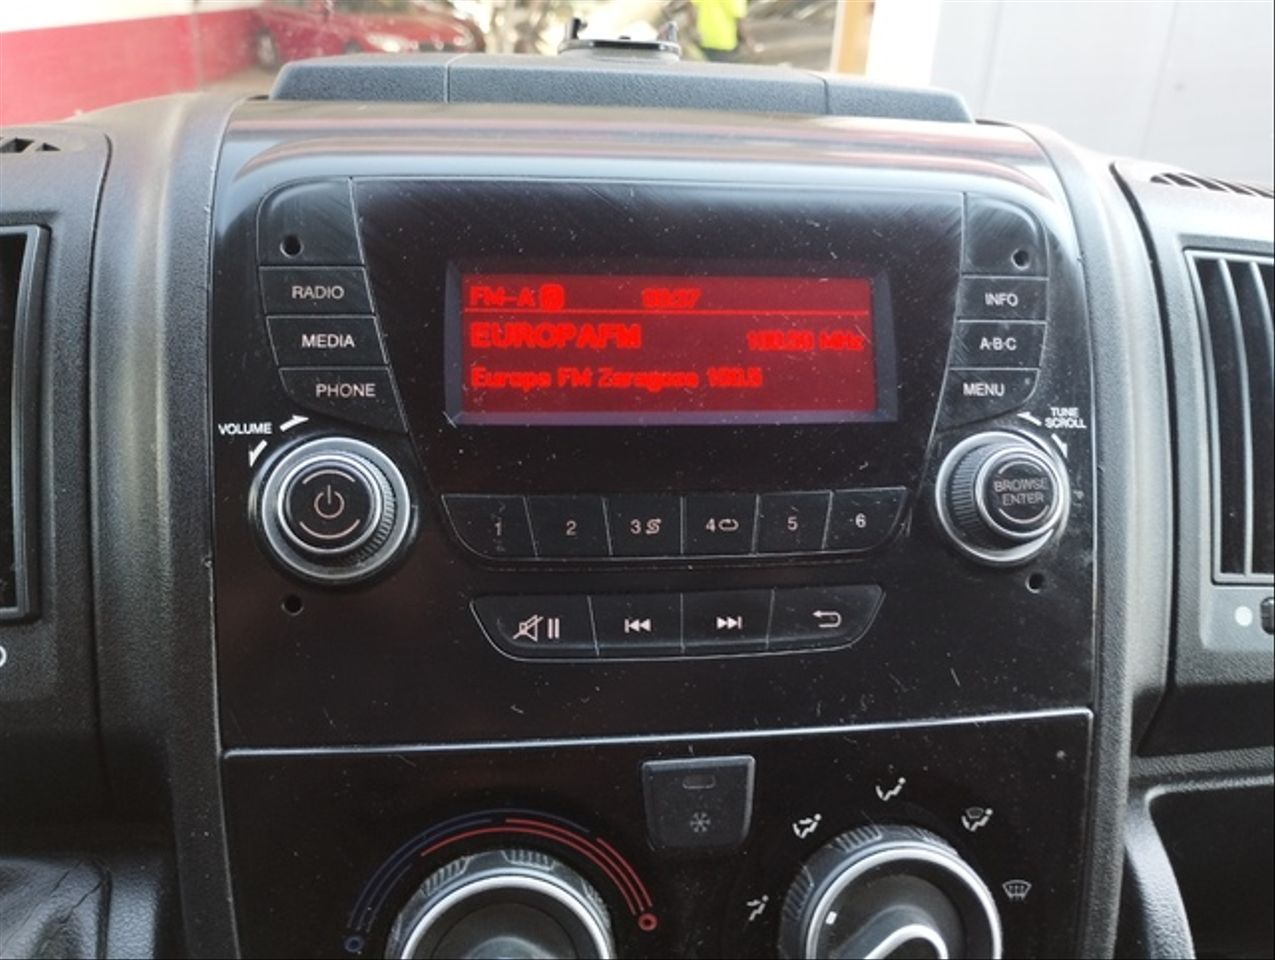 RADIO
MEDIA
PHONE
VOLUME
FM-A
EUROPAFM MHz
Europa FM Zaragoza
INFO
A·B·C
MENU
TUNE
SCROLL
BROWSE
ENTER
1 2 3 4 5 6